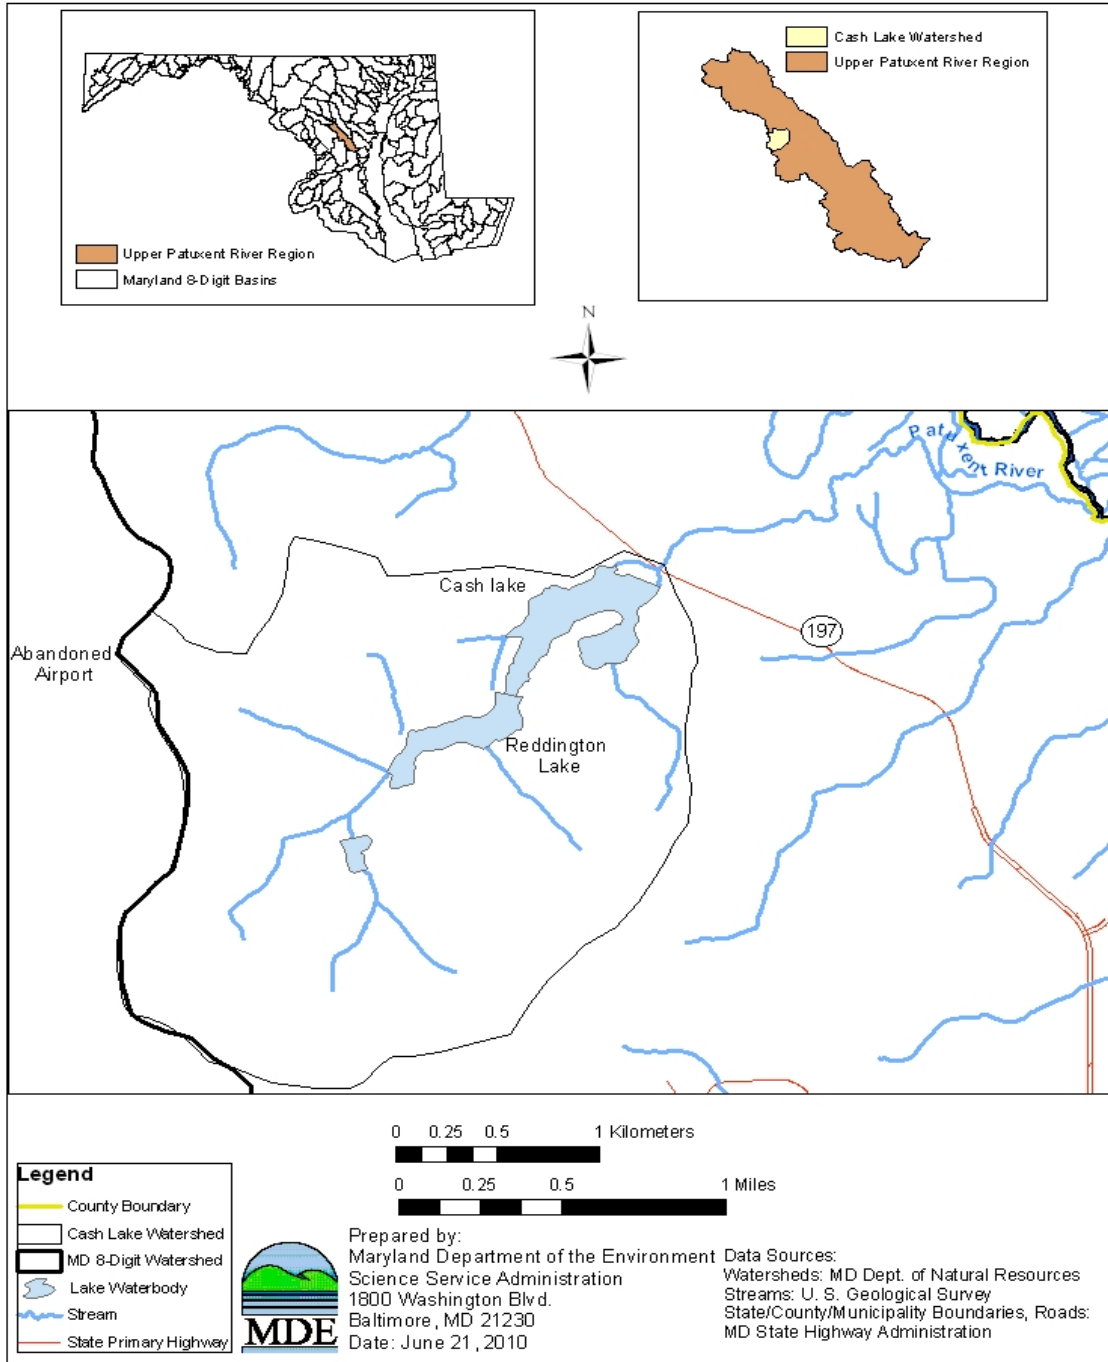 Upper Patuxent River Region
Maryland 8-Digit Basins
Cash Lake Watershed
Upper Patuxent River Region
N
Patuxent River
Cash lake
197
Abandoned
Airport
Reddington
Lake
0 0.25 0.5 1 Kilometers
0 0.25 0.5 1 Miles
Legend
County Boundary
Cash Lake Watershed
MD 8-Digit Watershed
Lake Waterbody
Stream
State Primary Highway
MDE
Prepared by:
Maryland Department of the Environment
Science Service Administration
1800 Washington Blvd.
Baltimore, MD 21230
Date: June 21, 2010
Data Sources:
Watersheds: MD Dept. of Natural Resources
Streams: U. S. Geological Survey
State/County/Municipality Boundaries, Roads:
MD State Highway Administration